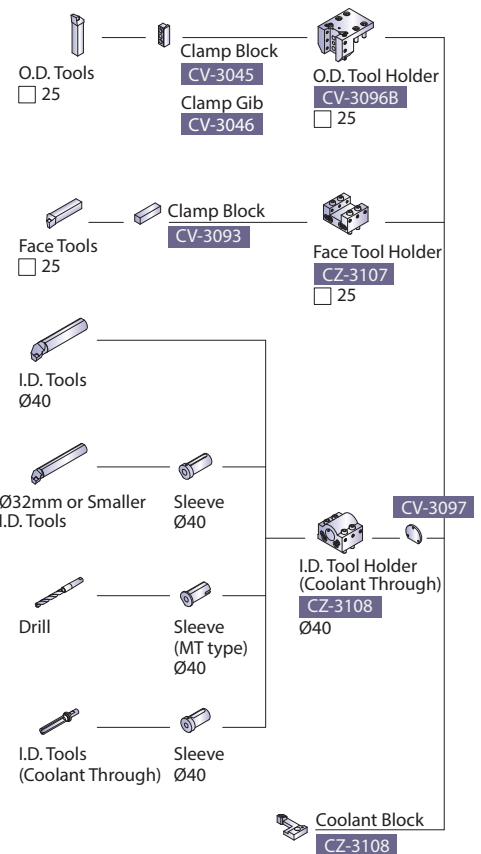 O.D. Tools
□ 25
Clamp Block
CV-3045
Clamp Gib
CV-3046
O.D. Tool Holder
CV-3096B
□ 25
Face Tools
□ 25
Clamp Block
CV-3093
Face Tool Holder
CZ-3107
□ 25
I.D. Tools
Ø40
Ø32mm or Smaller
I.D. Tools
Sleeve
Ø40
CV-3097
I.D. Tool Holder
(Coolant Through)
CZ-3108
Ø40
Drill
Sleeve
(MT type)
Ø40
I.D. Tools
(Coolant Through)
Sleeve
Ø40
Coolant Block
CZ-3108